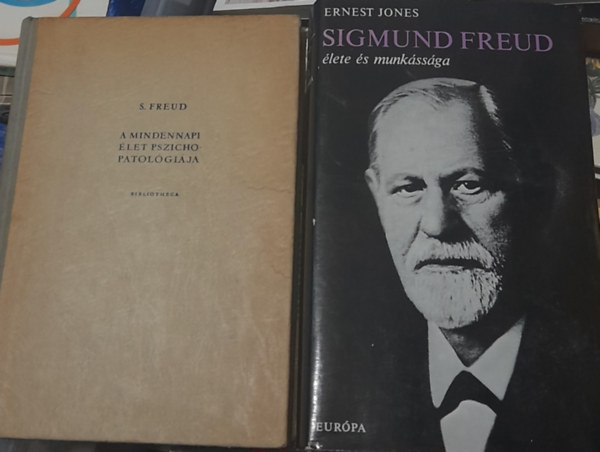 S. FREUD
A MINDENNAPI
ÉLET PSZICHO-
PATOLÓGIÁJA
BIBLIOTHECA
ERNEST JONES
SIGMUND FREUD
élete és munkássága
EURÓPA